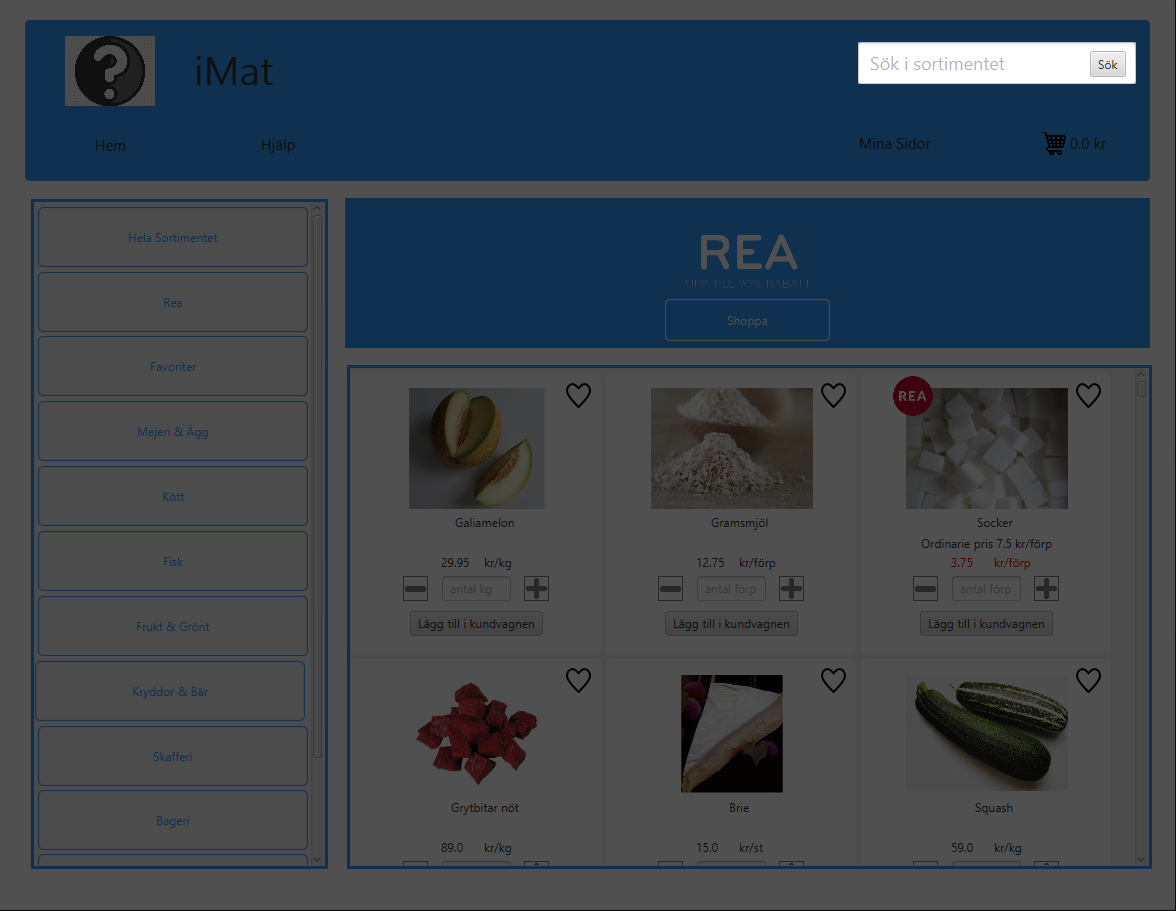 iMat
Sök i sortimentet
Sök
Hem
Hjälp
Mina Sidor
0.0 kr
Hela Sortimentet
Rea
Favoriter
Mejeri & Ägg
Kött
Fisk
Frukt & Grönt
Kryddor & Bär
Skafferi
Bageri
REA
UPP TILL 70% RABATT
Shoppa
Galiamelon
29.95 kr/kg
antal kg
Lägg till i kundvagnen
Gramsmjöl
12.75 kr/förp
antal förp
Lägg till i kundvagnen
REA
Socker
Ordinarie pris 7.5 kr/förp
3.75 kr/förp
antal förp
Lägg till i kundvagnen
Grytbitar nöt
89.0 kr/kg
Brie
15.0 kr/st
Squash
59.0 kr/kg